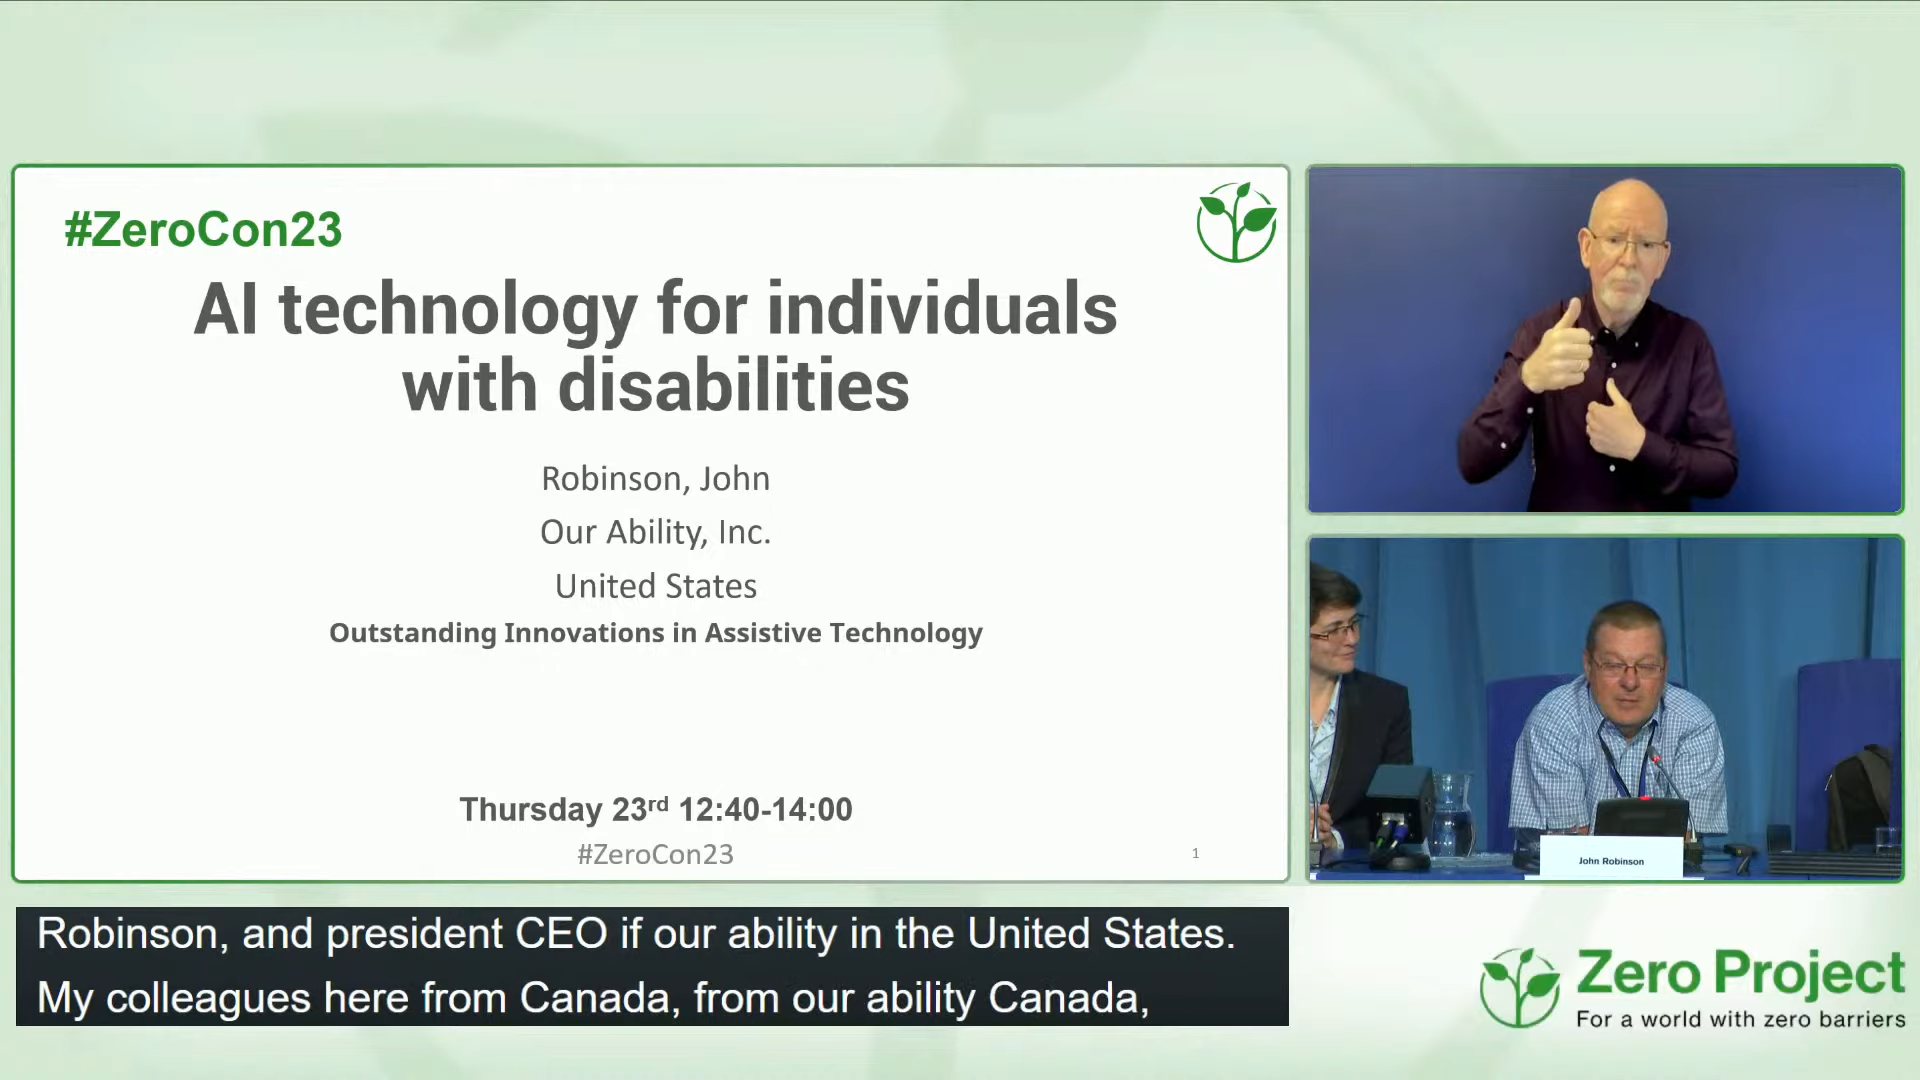 #ZeroCon23
AI technology for individuals
with disabilities
Robinson, John
Our Ability, Inc.
United States
Outstanding Innovations in Assistive Technology
Thursday 23rd 12:40-14:00
#ZeroCon23
1
John Robinson
Robinson, and president CEO if our ability in the United States.
My colleagues here from Canada, from our ability Canada,
Zero Project
For a world with zero barriers